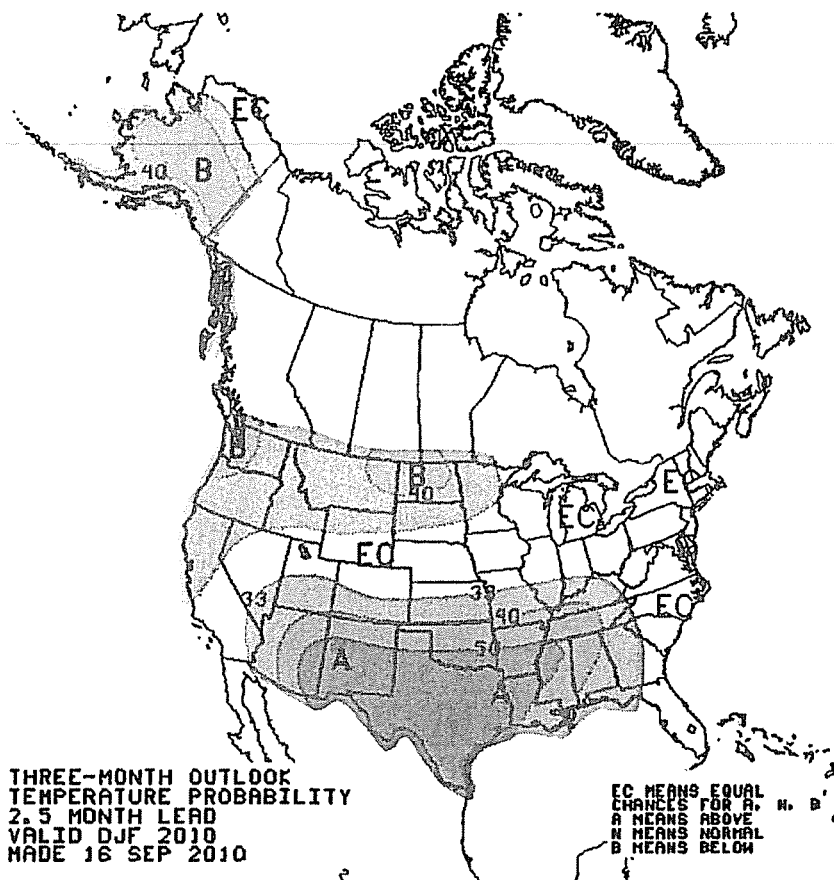 EC
B
40
B
B
40
E
EC
EC
33
33
EC
40
50
A
A
THREE-MONTH OUTLOOK
TEMPERATURE PROBABILITY
2.5 MONTH LEAD
VALID DJF 2010
MADE 16 SEP 2010
EC MEANS EQUAL
CHANCES FOR A, N, B
A MEANS ABOVE
N MEANS NORMAL
B MEANS BELOW